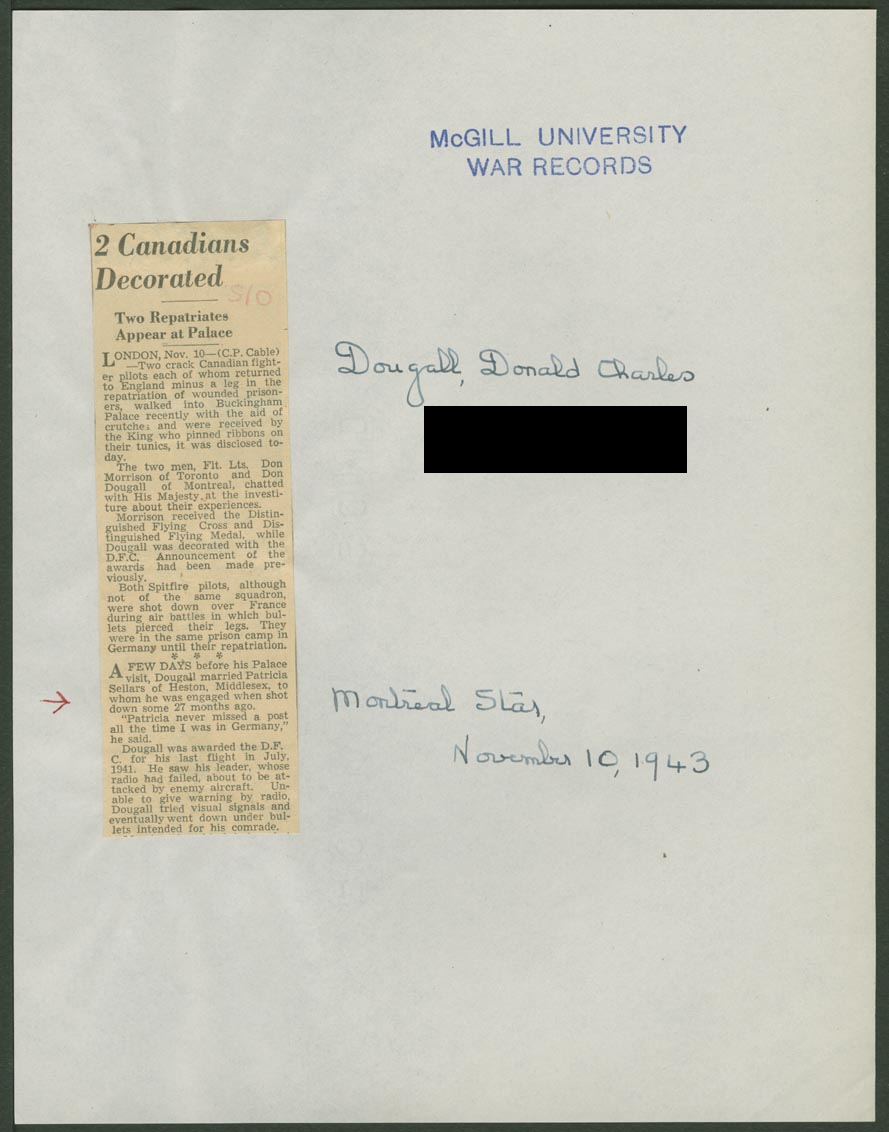 McGILL UNIVERSITY
WAR RECORDS
2 Canadians
Decorated
510
Two Repatriates
Appear at Palace
LONDON, Nov. 10—(C.P. Cable)
—Two crack Canadian fight-
er pilots each of whom returned
to England minus a leg in the
repatriation of wounded prison-
ers, walked into Buckingham
Palace recently with the aid of
crutches and were received by
the King who pinned ribbons on
their tunics, it was disclosed to-
day.
The two men, Flt. Lts. Don
Morrison of Toronto and Don
Dougall of Montreal, chatted
with His Majesty at the investi-
ture about their experiences.
Morrison received the Distin-
guished Flying Cross and Dis-
tinguished Flying Medal, while
Dougall was decorated with the
D.F.C. Announcement of the
awards had been made pre-
viously.
Both Spitfire pilots, although
not of the same squadron,
were shot down over France
during air battles in which bul-
lets pierced their legs. They
were in the same prison camp in
Germany until their repatriation.
* * *
A FEW DAYS before his Palace
visit, Dougall married Patricia
Sellars of Heston, Middlesex, to
whom he was engaged when shot
down some 27 months ago.
"Patricia never missed a post
all the time I was in Germany,"
he said.
Dougall was awarded the D.F.
C. for his last flight in July,
1941. He saw his leader, whose
radio had failed, about to be at-
tacked by enemy aircraft. Un-
able to give warning by radio,
Dougall tried visual signals and
eventually went down under bul-
lets intended for his comrade.
Dougall, Donald Charles
Montreal Star,
November 10, 1943